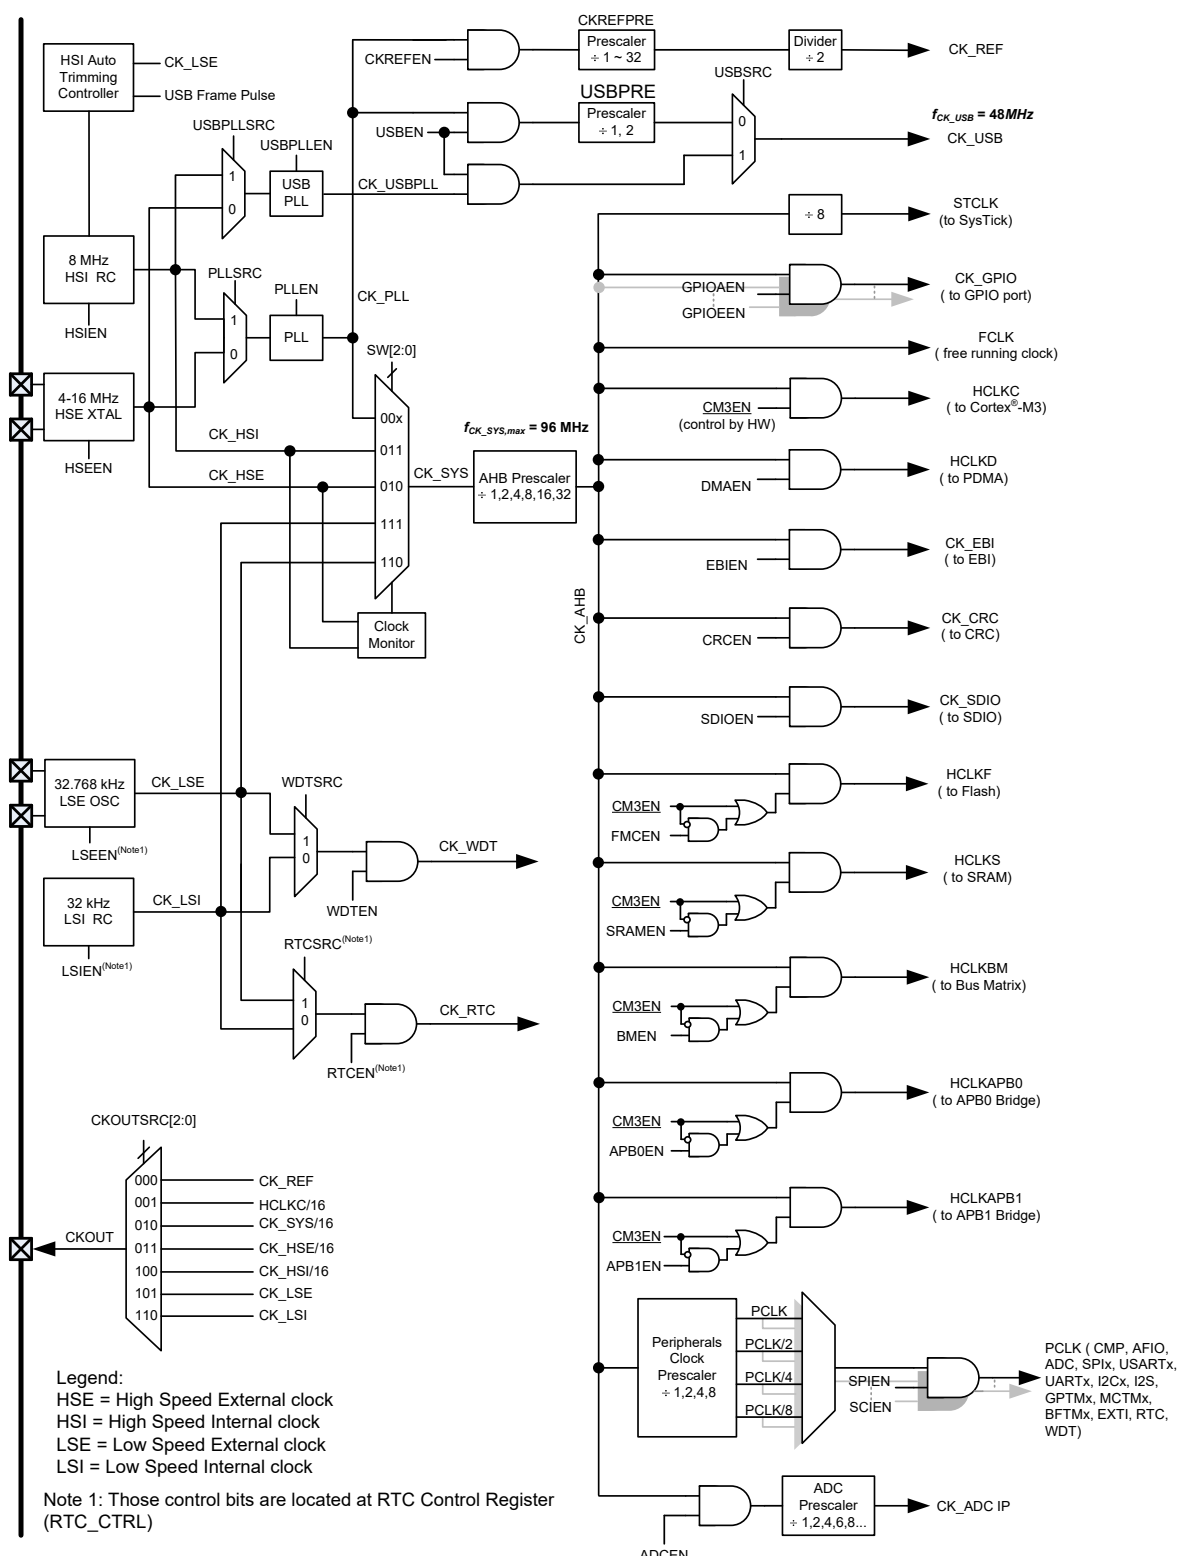 CKREFPRE
HSI Auto
Trimming
Controller
CK_LSE
USB Frame Pulse
CKREFEN
Prescaler
÷ 1 ~ 32
Divider
÷ 2
CK_REF
USBPLLSRC
USBPLLEN
1
0
USB
PLL
CK_USBPLL
USBEN
USBPRE
Prescaler
÷ 1, 2
USBSRC
0
1
fCK_USB = 48MHz
CK_USB
÷ 8
STCLK
(to SysTick)
8 MHz
HSI RC
HSIEN
PLLSRC
1
0
PLLEN
PLL
CK_PLL
GPIOAEN
GPIOEEN
CK_GPIO
( to GPIO port)
FCLK
( free running clock)
4-16 MHz
HSE XTAL
HSEEN
SW[2:0]
00x
011
010
111
110
CK_HSI
CK_HSE
CK_SYS
fCK_SYS,max = 96 MHz
AHB Prescaler
÷ 1,2,4,8,16,32
CK_AHB
Clock
Monitor
CM3EN
(control by HW)
HCLKC
( to Cortex®-M3)
DMAEN
HCLKD
( to PDMA)
EBIEN
CK_EBI
( to EBI)
CRCEN
CK_CRC
( to CRC)
SDIOEN
CK_SDIO
( to SDIO)
CM3EN
FMCEN
HCLKF
( to Flash)
CM3EN
SRAMEN
HCLKS
( to SRAM)
CM3EN
BMEN
HCLKBM
( to Bus Matrix)
CM3EN
APB0EN
HCLKAPB0
( to APB0 Bridge)
CM3EN
APB1EN
HCLKAPB1
( to APB1 Bridge)
32.768 kHz
LSE OSC
LSEEN(Note1)
CK_LSE
WDTSRC
1
0
WDTEN
CK_WDT
32 kHz
LSI RC
LSIEN(Note1)
CK_LSI
RTCSRC(Note1)
1
0
RTCEN(Note1)
CK_RTC
CKOUTSRC[2:0]
CKOUT
000 CK_REF
001 HCLKC/16
010 CK_SYS/16
011 CK_HSE/16
100 CK_HSI/16
101 CK_LSE
110 CK_LSI
Peripherals
Clock
Prescaler
÷ 1,2,4,8
PCLK
PCLK/2
PCLK/4
PCLK/8
SPIEN
SCIEN
PCLK ( CMP, AFIO,
ADC, SPIx, USARTx,
UARTx, I2Cx, I2S,
GPTMx, MCTMx,
BFTMx, EXTI, RTC,
WDT)
ADCEN
ADC
Prescaler
÷ 1,2,4,6,8...
CK_ADC IP
Legend:
HSE = High Speed External clock
HSI = High Speed Internal clock
LSE = Low Speed External clock
LSI = Low Speed Internal clock
Note 1: Those control bits are located at RTC Control Register
(RTC_CTRL)